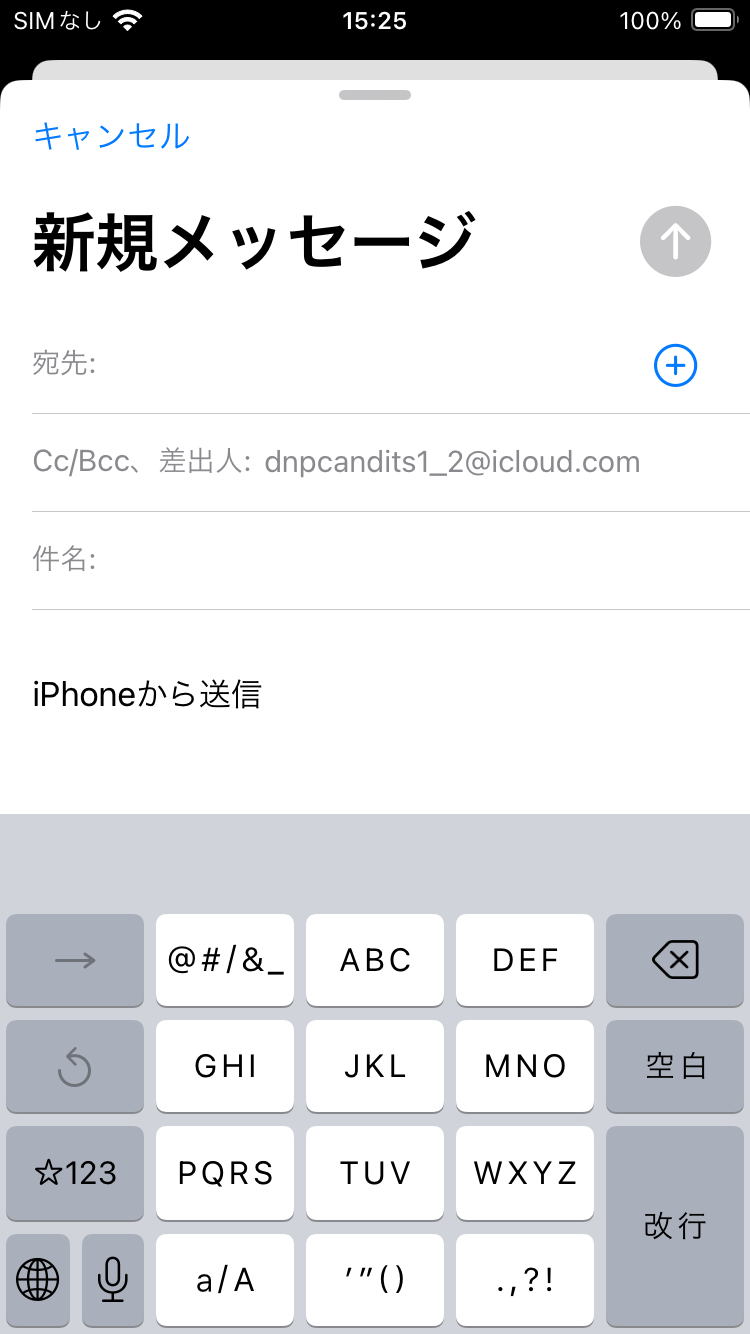 SIMなし 15:25 100%
キャンセル
新規メッセージ
宛先:
Cc/Bcc、差出人: dnpcandits1_2@icloud.com
件名:
iPhoneから送信
→ @#/&_ ABC DEF
GHI JKL MNO 空白
☆123 PQRS TUV WXYZ
改行
a/A ’”() .,?!